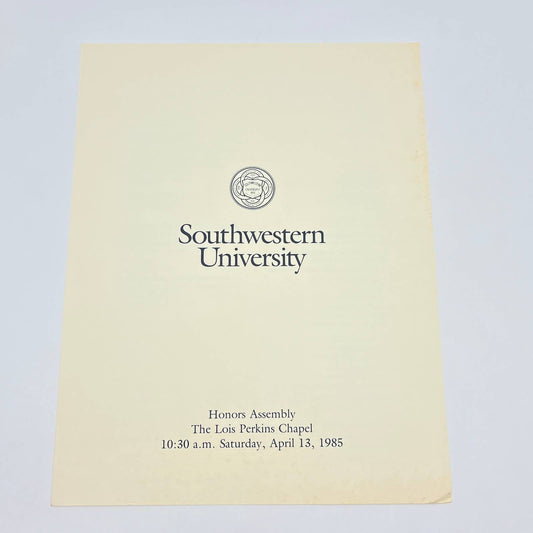 Southwestern
University
Honors Assembly
The Lois Perkins Chapel
10:30 a.m. Saturday, April 13, 1985